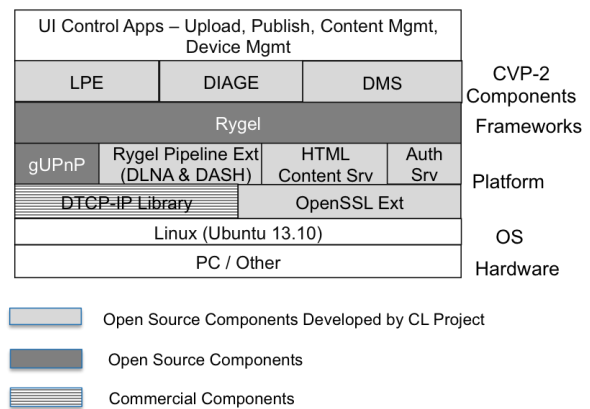 UI Control Apps – Upload, Publish, Content Mgmt,
Device Mgmt
LPE DIAGE DMS
CVP-2
Components
Rygel
Frameworks
gUPnP
Rygel Pipeline Ext
(DLNA & DASH)
HTML
Content Srv
Auth
Srv
Platform
DTCP-IP Library OpenSSL Ext
Linux (Ubuntu 13.10)
OS
PC / Other
Hardware
Open Source Components Developed by CL Project
Open Source Components
Commercial Components